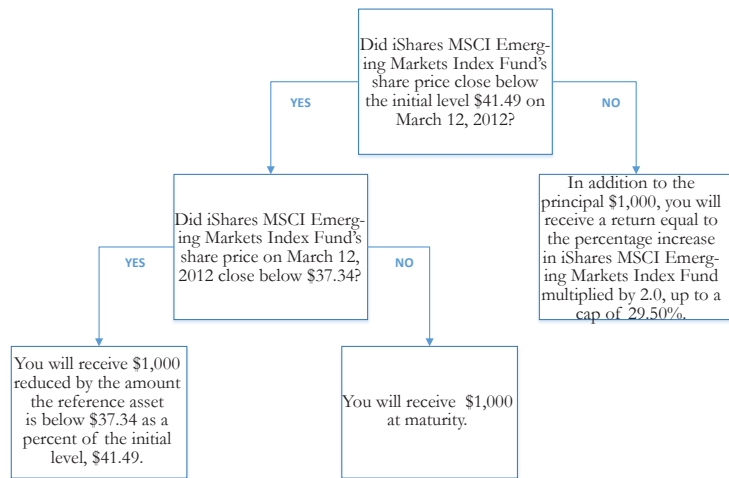 Did iShares MSCI Emerg-
ing Markets Index Fund's
share price close below
the initial level $41.49 on
March 12, 2012?
YES
NO
Did iShares MSCI Emerg-
ing Markets Index Fund's
share price on March 12,
2012 close below $37.34?
In addition to the
principal $1,000, you will
receive a return equal to
the percentage increase
in iShares MSCI Emerg-
ing Markets Index Fund
multiplied by 2.0, up to a
cap of 29.50%.
YES
NO
You will receive $1,000
reduced by the amount
the reference asset
is below $37.34 as a
percent of the initial
level, $41.49.
You will receive $1,000
at maturity.